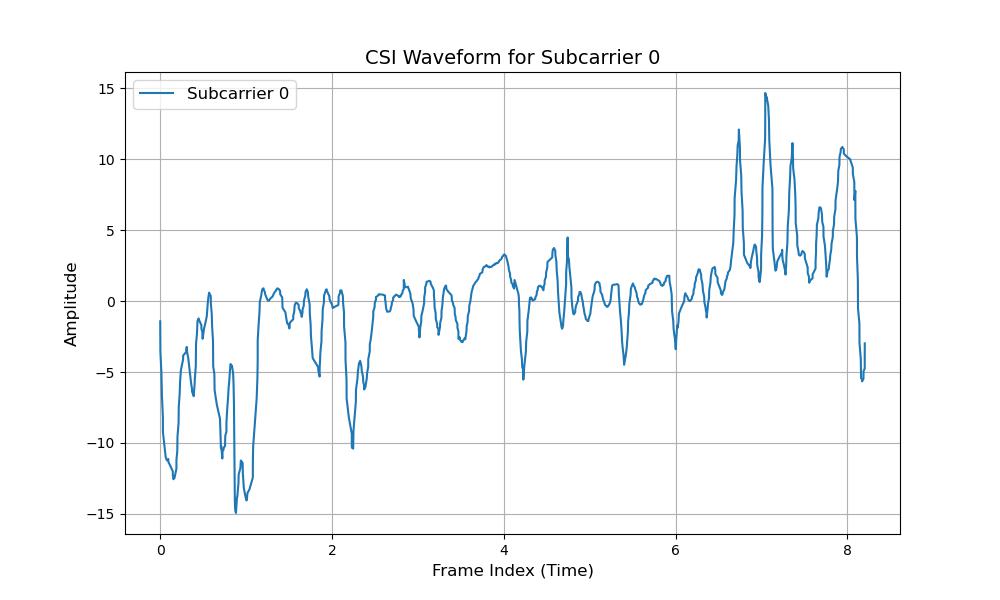 CSI Waveform for Subcarrier 0
Subcarrier 0
15
10
5
0
−5
−10
−15
Amplitude
0 2 4 6 8
Frame Index (Time)